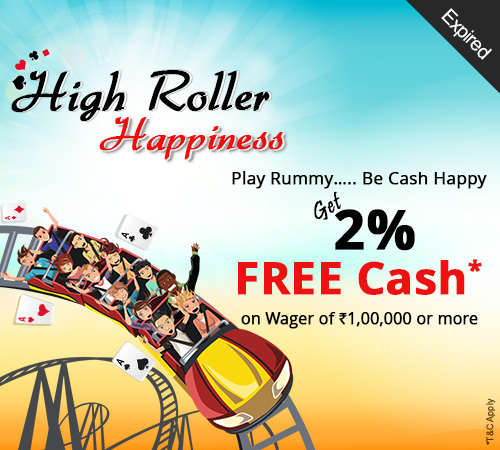 Expired
High Roller
Happiness
Play Rummy..... Be Cash Happy
Get
2%
FREE Cash*
on Wager of ₹1,00,000 or more
A
A
A
A
*T&C Apply